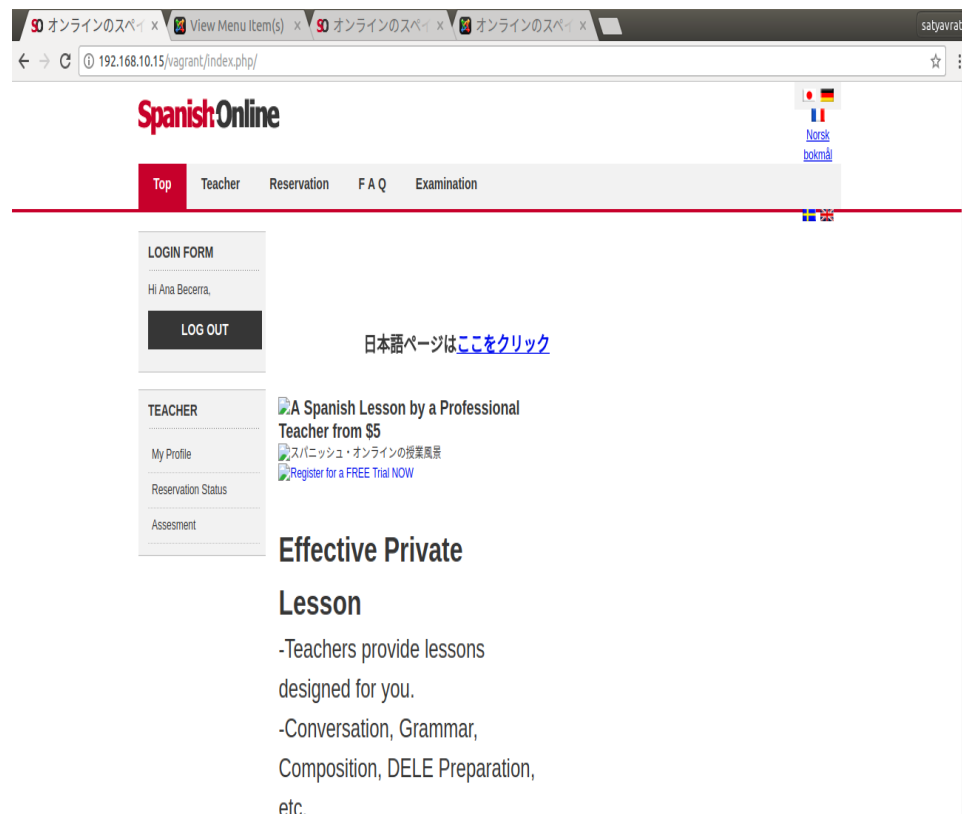 オンラインのスペイ
View Menu Item(s)
オンラインのスペイ
オンラインのスペイ
satyavrat
192.168.10.15/vagrant/index.php/
Spanish:Online
Norsk
bokmål
Top Teacher Reservation F A Q Examination
LOGIN FORM
Hi Ana Becerra,
LOG OUT
日本語ページはここをクリック
TEACHER
My Profile
Reservation Status
Assesment
A Spanish Lesson by a Professional
Teacher from $5
スパニッシュ・オンラインの授業風景
Register for a FREE Trial NOW
Effective Private
Lesson
-Teachers provide lessons
designed for you.
-Conversation, Grammar,
Composition, DELE Preparation,
etc.